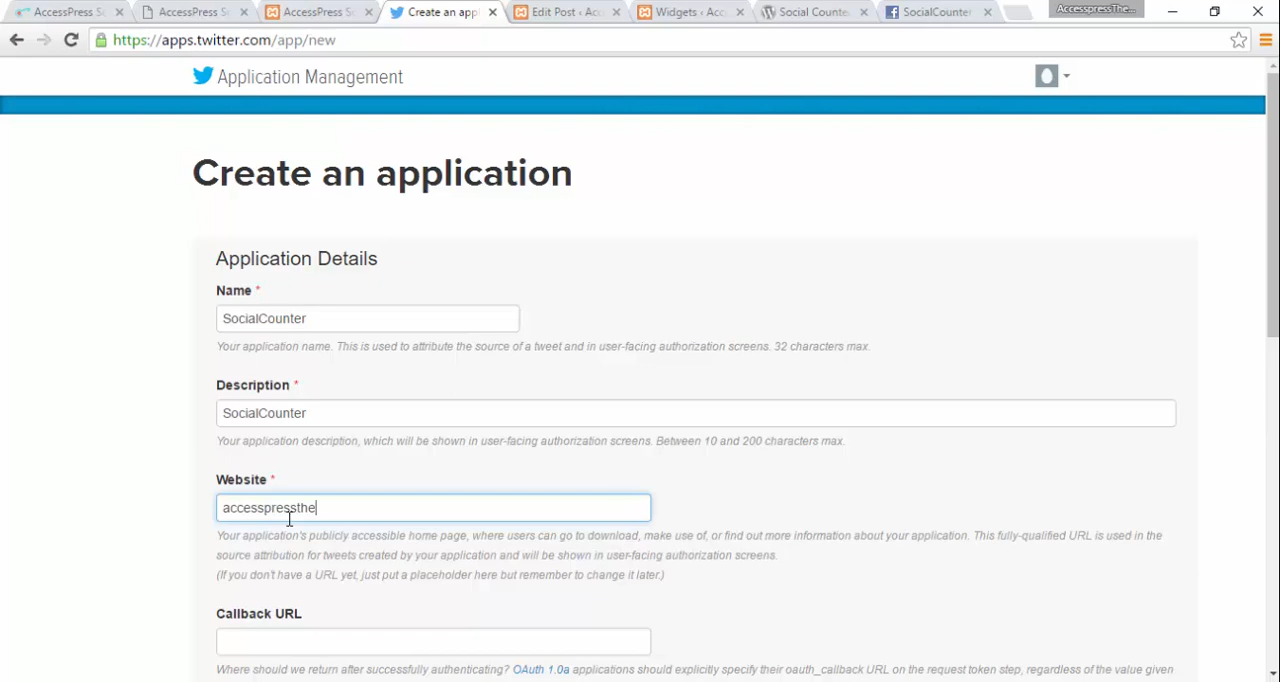 AccessPress S
AccessPress S
AccessPress S
Create an appl
Edit Post ‹ Acc
Widgets ‹ Acc
Social Counte
SocialCounter
AccesspressThe...
https://apps.twitter.com/app/new
Application Management
Create an application
Application Details
Name *
SocialCounter
Your application name. This is used to attribute the source of a tweet and in user-facing authorization screens. 32 characters max.
Description *
SocialCounter
Your application description, which will be shown in user-facing authorization screens. Between 10 and 200 characters max.
Website *
accesspressthe
Your application's publicly accessible home page, where users can go to download, make use of, or find out more information about your application. This fully-qualified URL is used in the
source attribution for tweets created by your application and will be shown in user-facing authorization screens.
(If you don't have a URL yet, just put a placeholder here but remember to change it later.)
Callback URL
Where should we return after successfully authenticating? OAuth 1.0a applications should explicitly specify their oauth_callback URL on the request token step, regardless of the value given